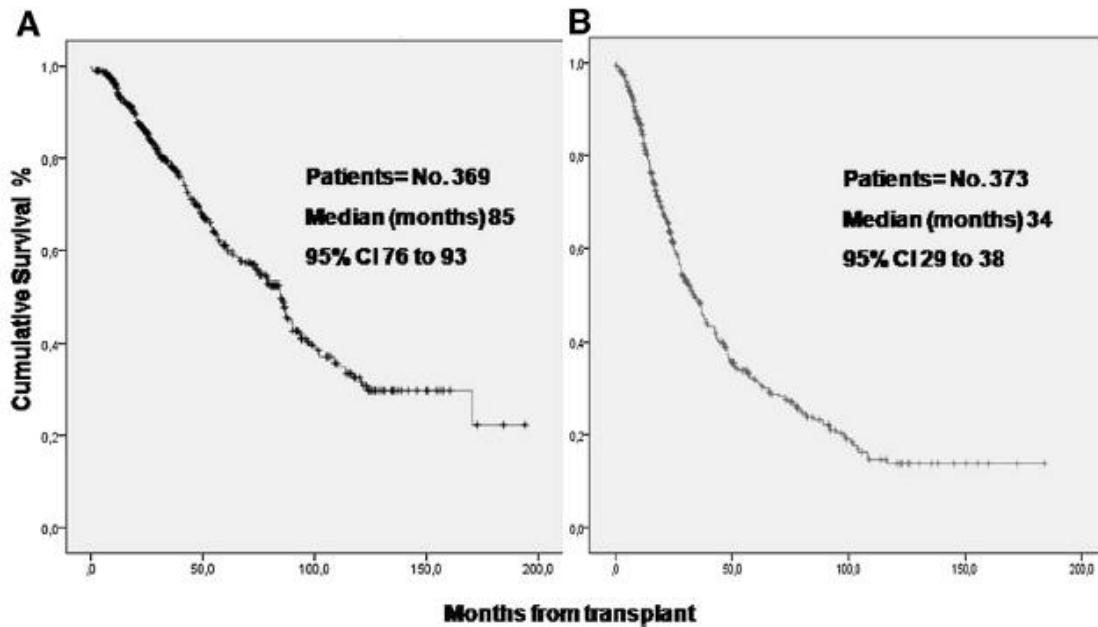 A
B
1,0
0,8
0,6
0,4
0,2
0,0
Cumulative Survival %
Patients= No. 369
Median (months) 85
95% CI 76 to 93
,0
50,0
100,0
150,0
200,0
1,0
0,8
0,6
0,4
0,2
0,0
Patients= No. 373
Median (months) 34
95% CI 29 to 38
,0
50,0
100,0
150,0
200,0
Months from transplant